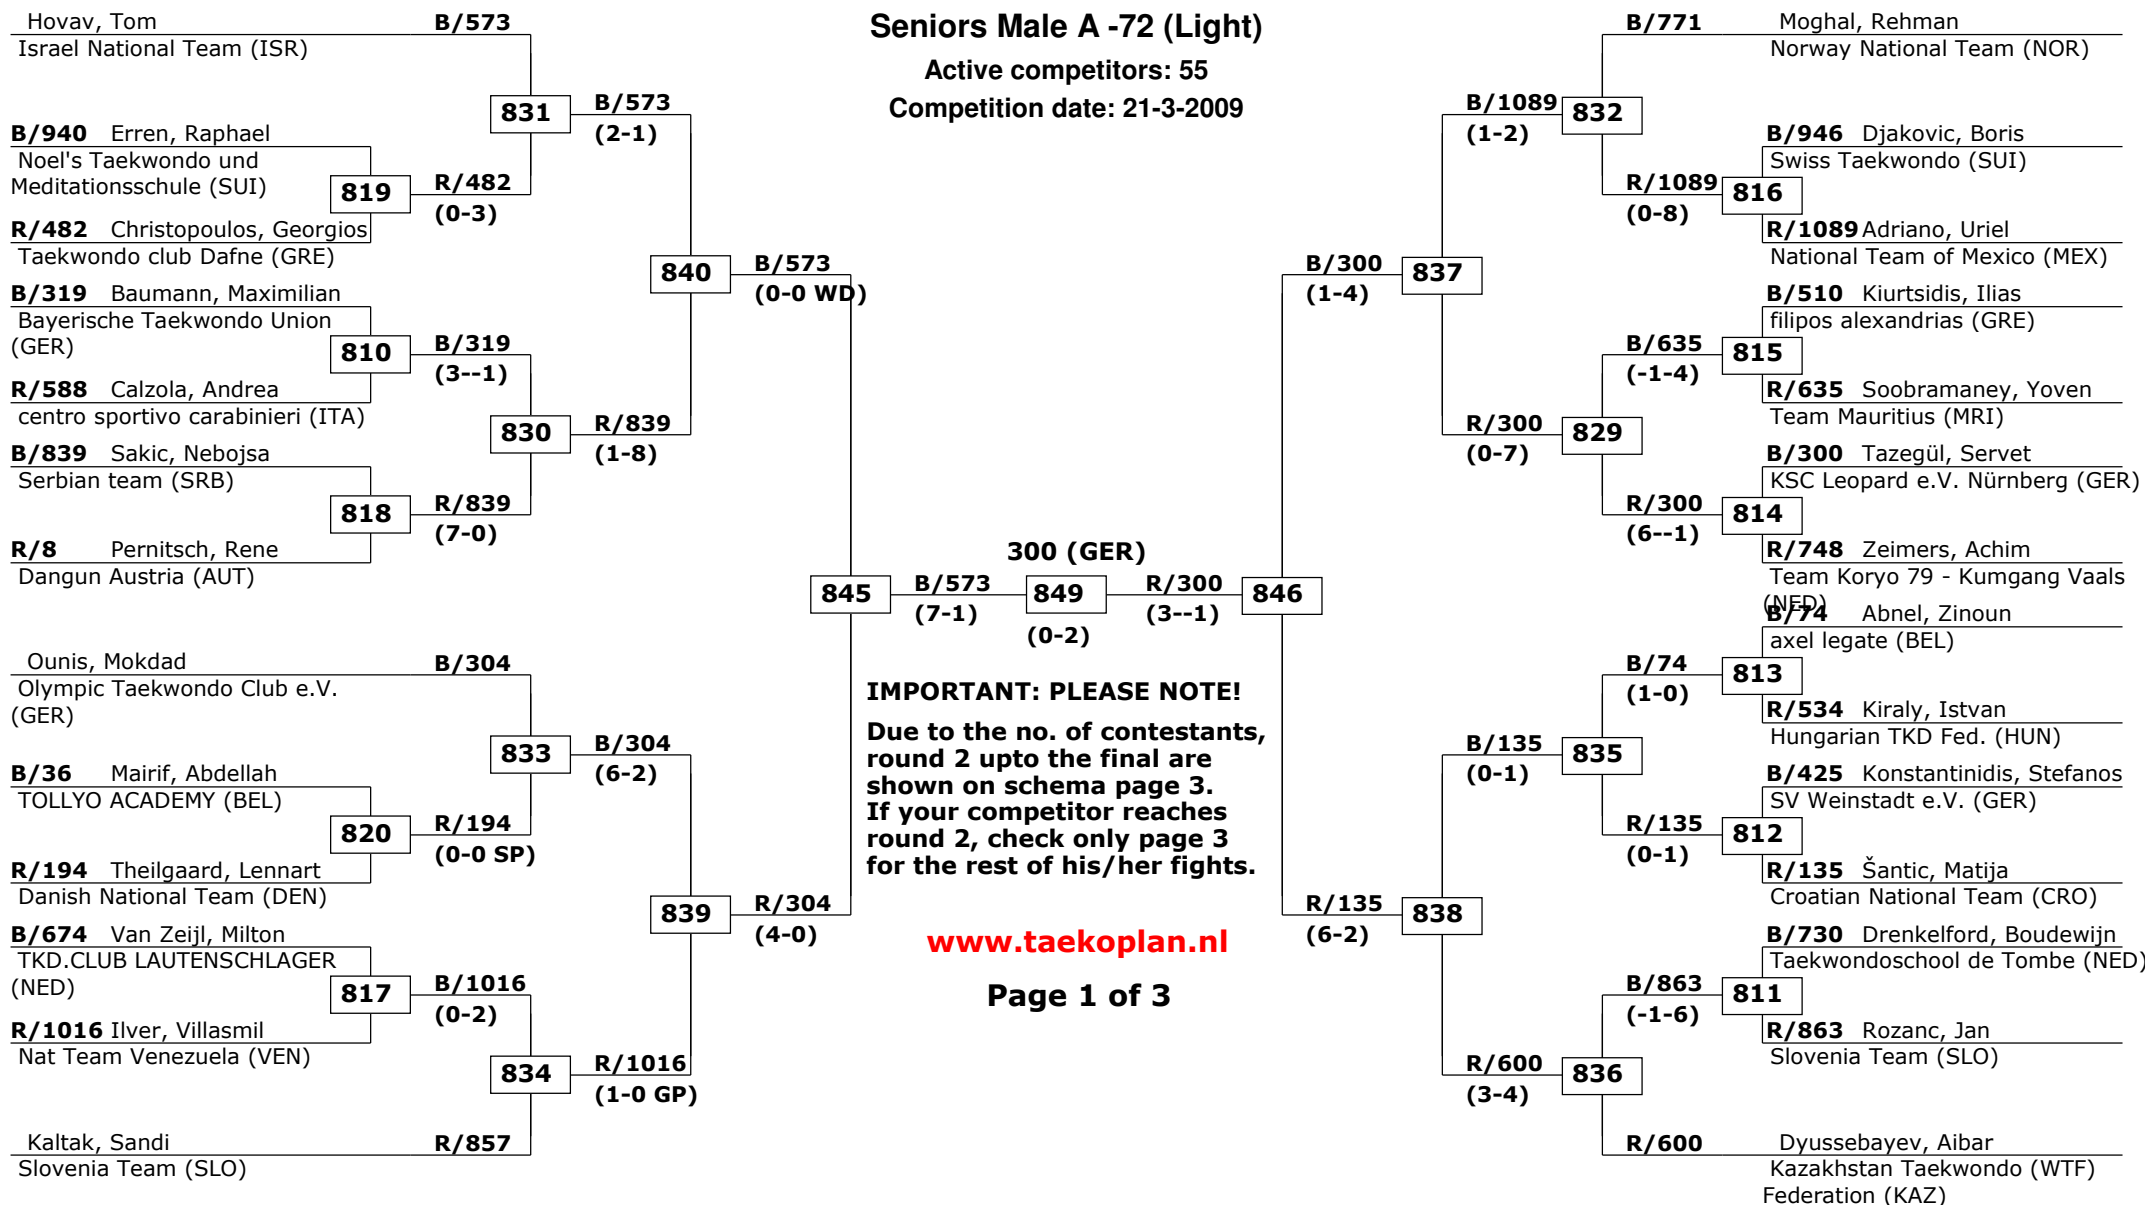 Seniors Male A -72 (Light)
Active competitors: 55
Competition date: 21-3-2009
Hovav, Tom
B/573
Israel National Team (ISR)
831
B/573
(2-1)
B/940 Erren, Raphael
Noel's Taekwondo und
Meditationsschule (SUI)
819
R/482
(0-3)
R/482 Christopoulos, Georgios
Taekwondo club Dafne (GRE)
840
B/573
(0-0 WD)
B/319 Baumann, Maximilian
Bayerische Taekwondo Union
(GER)
810
B/319
(3--1)
R/588 Calzola, Andrea
centro sportivo carabinieri (ITA)
830
R/839
(1-8)
B/839 Sakic, Nebojsa
Serbian team (SRB)
818
R/839
(7-0)
R/8 Pernitsch, Rene
Dangun Austria (AUT)
845
B/573
(7-1)
300 (GER)
849
(0-2)
R/300
(3--1)
846
Ounis, Mokdad
B/304
Olympic Taekwondo Club e.V.
(GER)
833
B/304
(6-2)
B/36 Mairif, Abdellah
TOLLYO ACADEMY (BEL)
820
R/194
(0-0 SP)
R/194 Theilgaard, Lennart
Danish National Team (DEN)
839
R/304
(4-0)
B/674 Van Zeijl, Milton
TKD.CLUB LAUTENSCHLAGER
(NED)
817
B/1016
(0-2)
R/1016 Ilver, Villasmil
Nat Team Venezuela (VEN)
834
R/1016
(1-0 GP)
Kaltak, Sandi
R/857
Slovenia Team (SLO)
IMPORTANT: PLEASE NOTE!
Due to the no. of contestants,
round 2 upto the final are
shown on schema page 3.
If your competitor reaches
round 2, check only page 3
for the rest of his/her fights.
www.taekoplan.nl
Page 1 of 3
B/771
Moghal, Rehman
Norway National Team (NOR)
B/1089
(1-2)
832
B/946 Djakovic, Boris
Swiss Taekwondo (SUI)
R/1089
(0-8)
816
R/1089 Adriano, Uriel
National Team of Mexico (MEX)
B/300
(1-4)
837
B/510 Kiurtsidis, Ilias
filipos alexandrias (GRE)
B/635
(-1-4)
815
R/635 Soobramaney, Yoven
Team Mauritius (MRI)
R/300
(0-7)
829
B/300 Tazegül, Servet
KSC Leopard e.V. Nürnberg (GER)
R/300
(6--1)
814
R/748 Zeimers, Achim
Team Koryo 79 - Kumgang Vaals
(NED)
B/74 Abnel, Zinoun
axel legate (BEL)
B/74
(1-0)
813
R/534 Kiraly, Istvan
Hungarian TKD Fed. (HUN)
B/135
(0-1)
835
B/425 Konstantinidis, Stefanos
SV Weinstadt e.V. (GER)
R/135
(0-1)
812
R/135 Šantic, Matija
Croatian National Team (CRO)
R/135
(6-2)
838
B/730 Drenkelford, Boudewijn
Taekwondoschool de Tombe (NED)
B/863
(-1-6)
811
R/863 Rozanc, Jan
Slovenia Team (SLO)
R/600
(3-4)
836
R/600
Dyussebayev, Aibar
Kazakhstan Taekwondo (WTF)
Federation (KAZ)